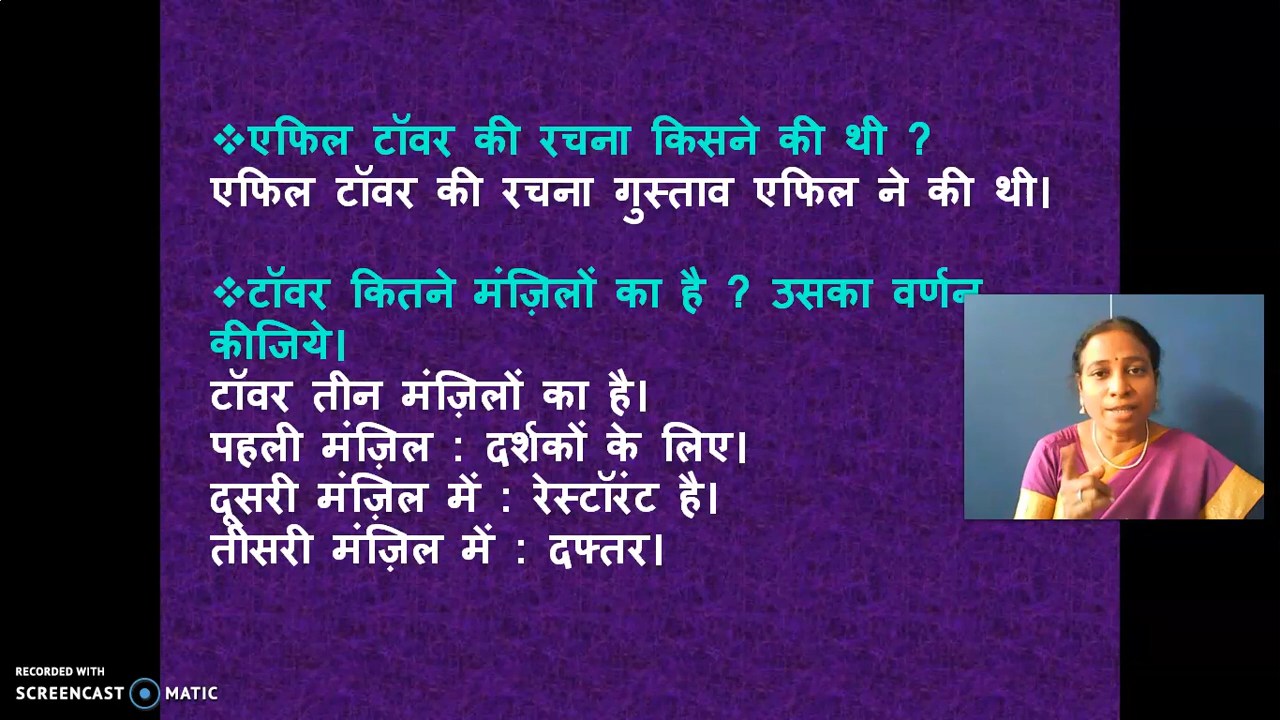 ❖एफिल टॉवर की रचना किसने की थी ?
एफिल टॉवर की रचना गुस्ताव एफिल ने की थी।
❖टॉवर कितने मंज़िलों का है ? उसका वर्णन
कीजिये।
टॉवर तीन मंज़िलों का है।
पहली मंज़िल : दर्शकों के लिए।
दूसरी मंज़िल में : रेस्टॉरंट है।
तीसरी मंज़िल में : दफ्तर।
RECORDED WITH
SCREENCAST MATIC